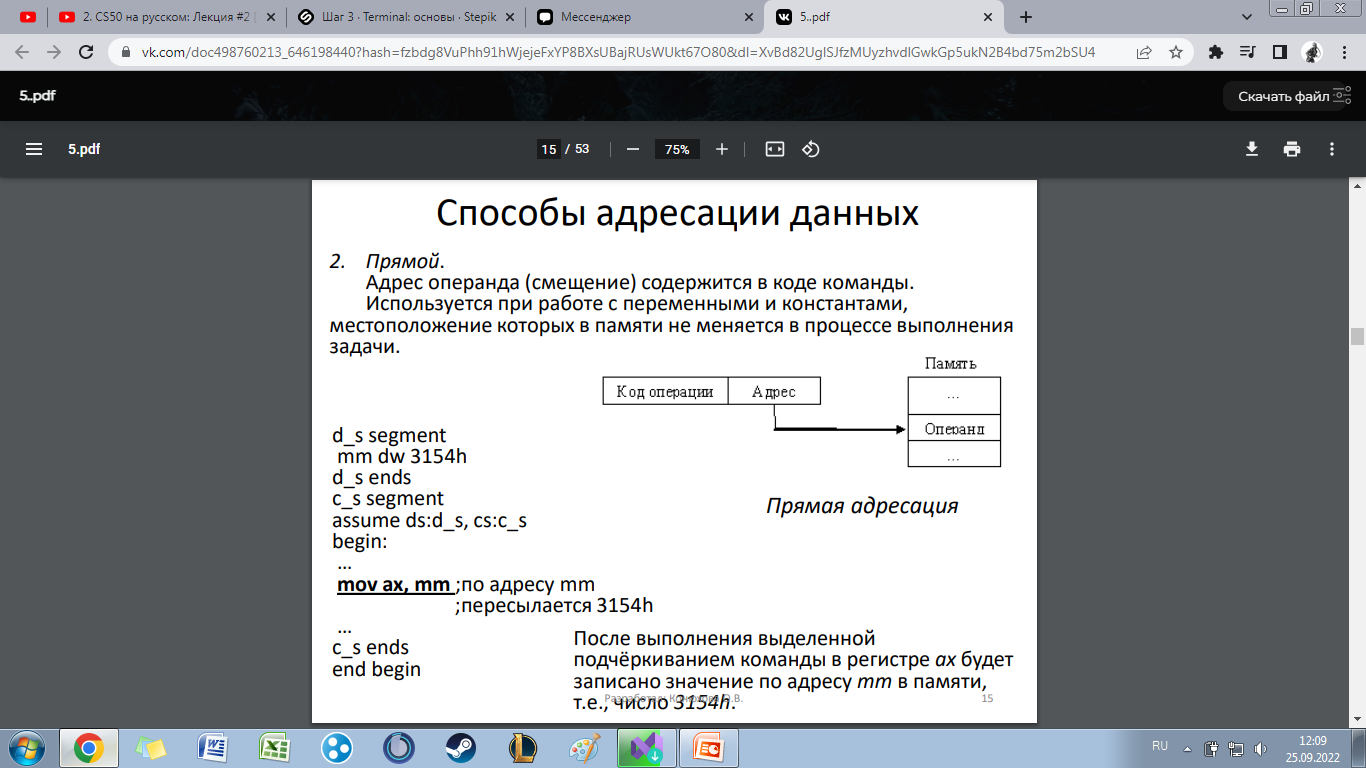 2. CS50 на русском: Лекция #2 [
Шаг 3 · Terminal: основы · Stepik
Мессенджер
5..pdf
vk.com/doc498760213_646198440?hash=fzbdg8VuPhh91hWjejeFxYP8BXsUBajRUsWUkt67O80&dl=XvBd82UgISJfzMUyzhvdlGwkGp5ukN2B4bd75m2bSU4
5..pdf
Скачать файл
5.pdf
15 / 53
75%
Способы адресации данных
2. Прямой.
Адрес операнда (смещение) содержится в коде команды.
Используется при работе с переменными и константами,
местоположение которых в памяти не меняется в процессе выполнения
задачи.
Память
Код операции Адрес
...
Операнд
...
Прямая адресация
d_s segment
mm dw 3154h
d_s ends
c_s segment
assume ds:d_s, cs:c_s
begin:
...
mov ax, mm ;по адресу mm
;пересылается 3154h
...
c_s ends
end begin
После выполнения выделенной
подчёркиванием команды в регистре ax будет
записано значение по адресу mm в памяти,
т.е., число 3154h.
15
RU
12:09
25.09.2022